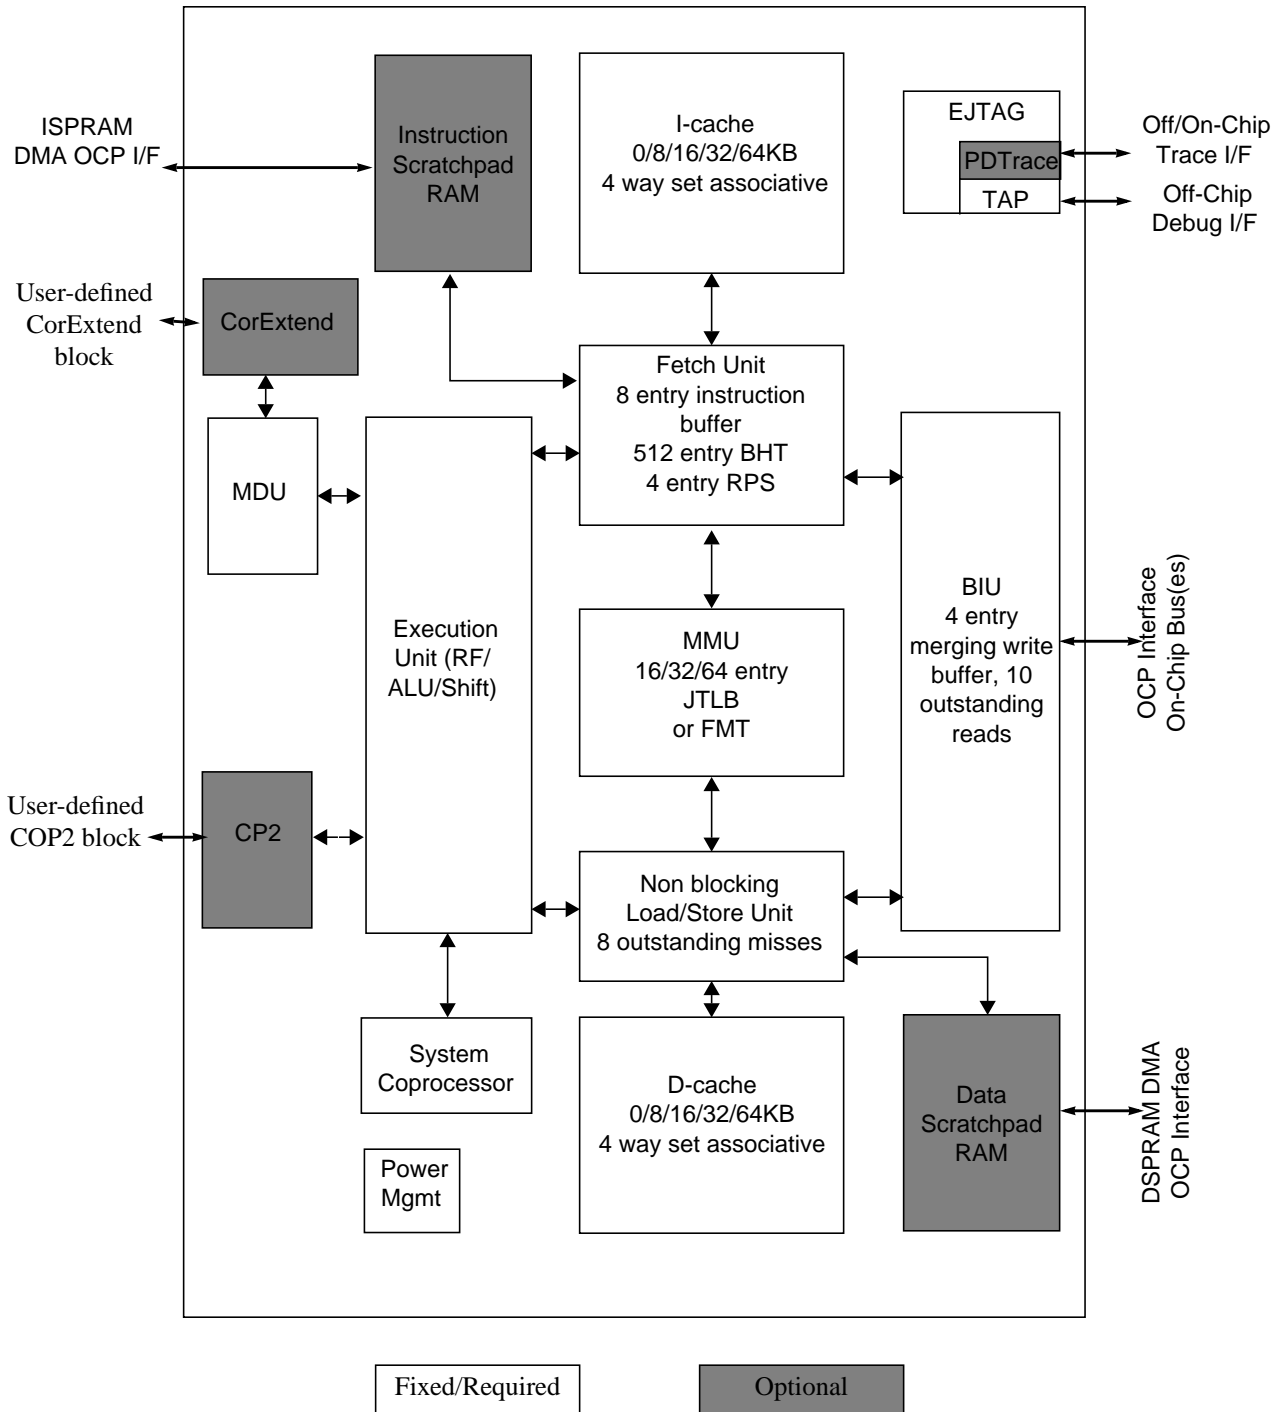 ISPRAM
DMA OCP I/F
Instruction
Scratchpad
RAM
I-cache
0/8/16/32/64KB
4 way set associative
EJTAG
PDTrace
TAP
Off/On-Chip
Trace I/F
Off-Chip
Debug I/F
User-defined
CorExtend
block
CorExtend
MDU
Execution
Unit (RF/
ALU/Shift)
Fetch Unit
8 entry instruction
buffer
512 entry BHT
4 entry RPS
MMU
16/32/64 entry
JTLB
or FMT
BIU
4 entry
merging write
buffer, 10
outstanding
reads
OCP Interface
On-Chip Bus(es)
User-defined
COP2 block
CP2
Non blocking
Load/Store Unit
8 outstanding misses
System
Coprocessor
Power
Mgmt
D-cache
0/8/16/32/64KB
4 way set associative
Data
Scratchpad
RAM
DSPRAM DMA
OCP Interface
Fixed/Required
Optional